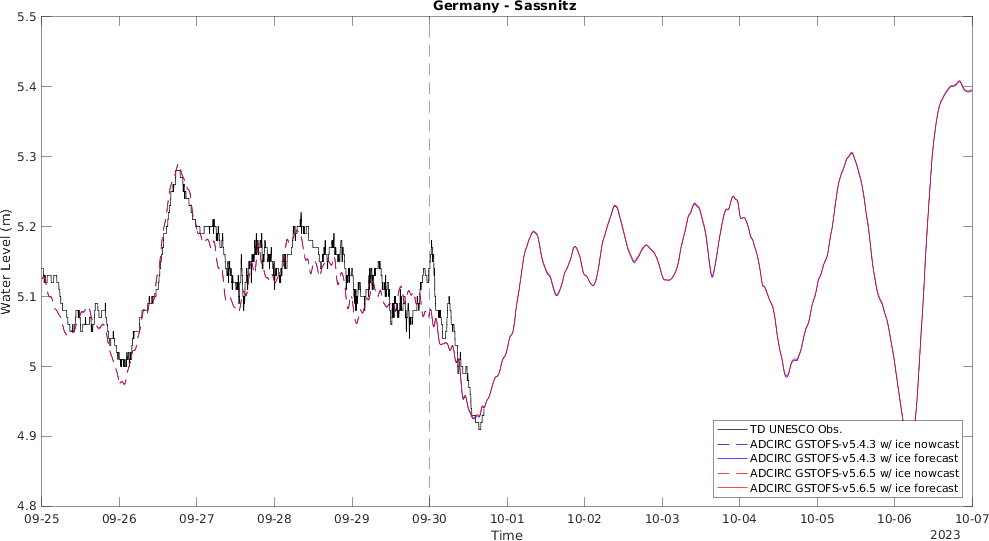 Germany - Sassnitz
Water Level (m)
5.5
5.4
5.3
5.2
5.1
5
4.9
4.8
TD UNESCO Obs.
ADCIRC GSTOFS-v5.4.3 w/ ice nowcast
ADCIRC GSTOFS-v5.4.3 w/ ice forecast
ADCIRC GSTOFS-v5.6.5 w/ ice nowcast
ADCIRC GSTOFS-v5.6.5 w/ ice forecast
09-25 09-26 09-27 09-28 09-29 09-30 10-01 10-02 10-03 10-04 10-05 10-06 10-07
Time
2023